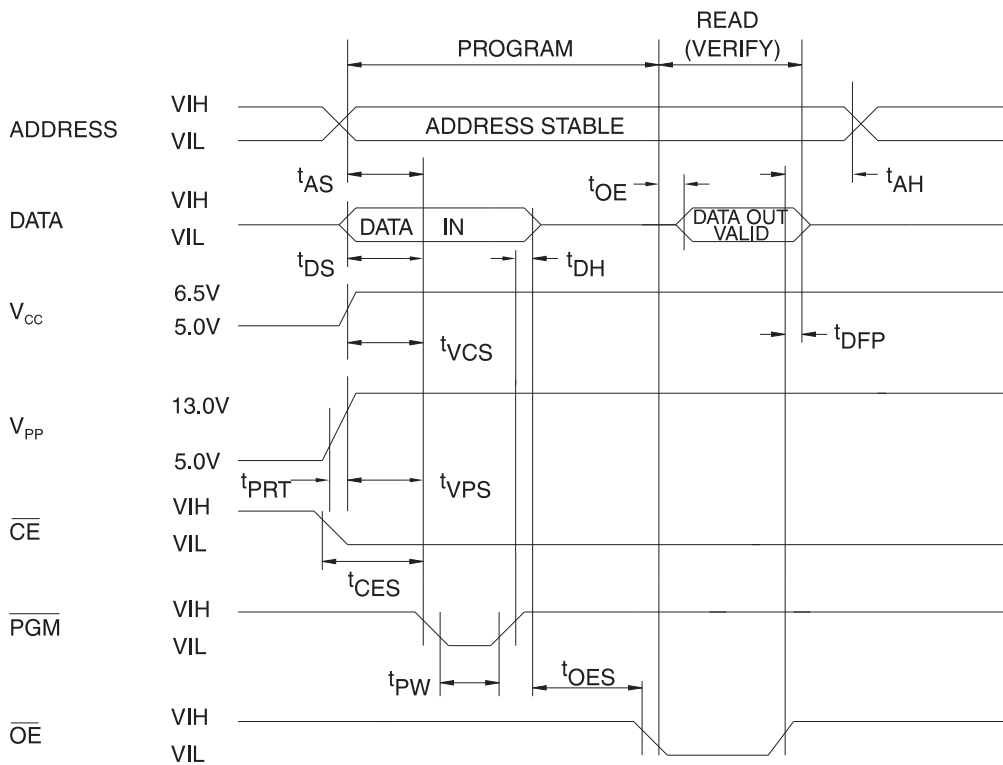 READ
PROGRAM (VERIFY)
VIH
ADDRESS ADDRESS STABLE
VIL
tAS tOE tAH
VIH
DATA DATA IN DATA OUT
VIL VALID
tDS tDH
6.5V
VCC
5.0V
tVCS tDFP
13.0V
VPP
5.0V
tPRT tVPS
VIH
CE
VIL
tCES
VIH
PGM
VIL
tPW tOES
VIH
OE
VIL